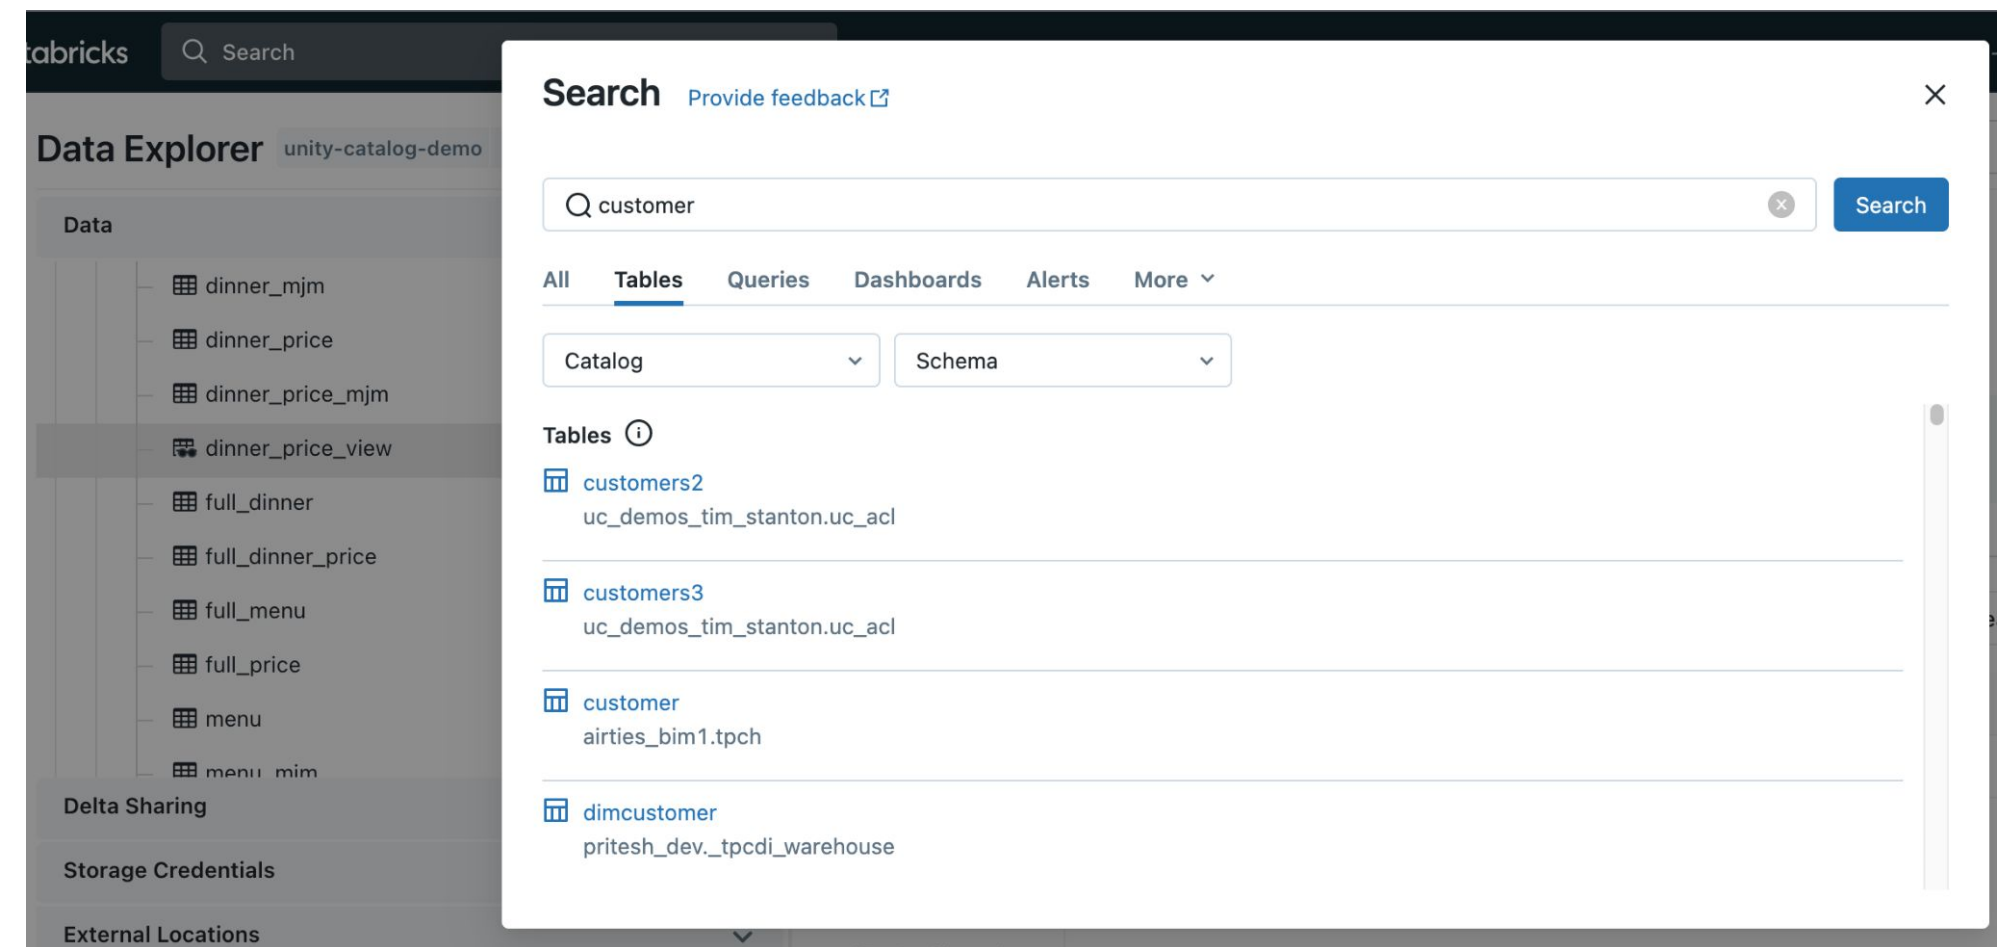 tabricks
Search
Data Explorer unity-catalog-demo
Data
dinner_mjm
dinner_price
dinner_price_mjm
dinner_price_view
full_dinner
full_dinner_price
full_menu
full_price
menu
menu_mjm
Delta Sharing
Storage Credentials
External Locations
Search Provide feedback
customer
Search
All Tables Queries Dashboards Alerts More
Catalog Schema
Tables
customers2
uc_demos_tim_stanton.uc_acl
customers3
uc_demos_tim_stanton.uc_acl
customer
airties_bim1.tpch
dimcustomer
pritesh_dev._tpcdi_warehouse